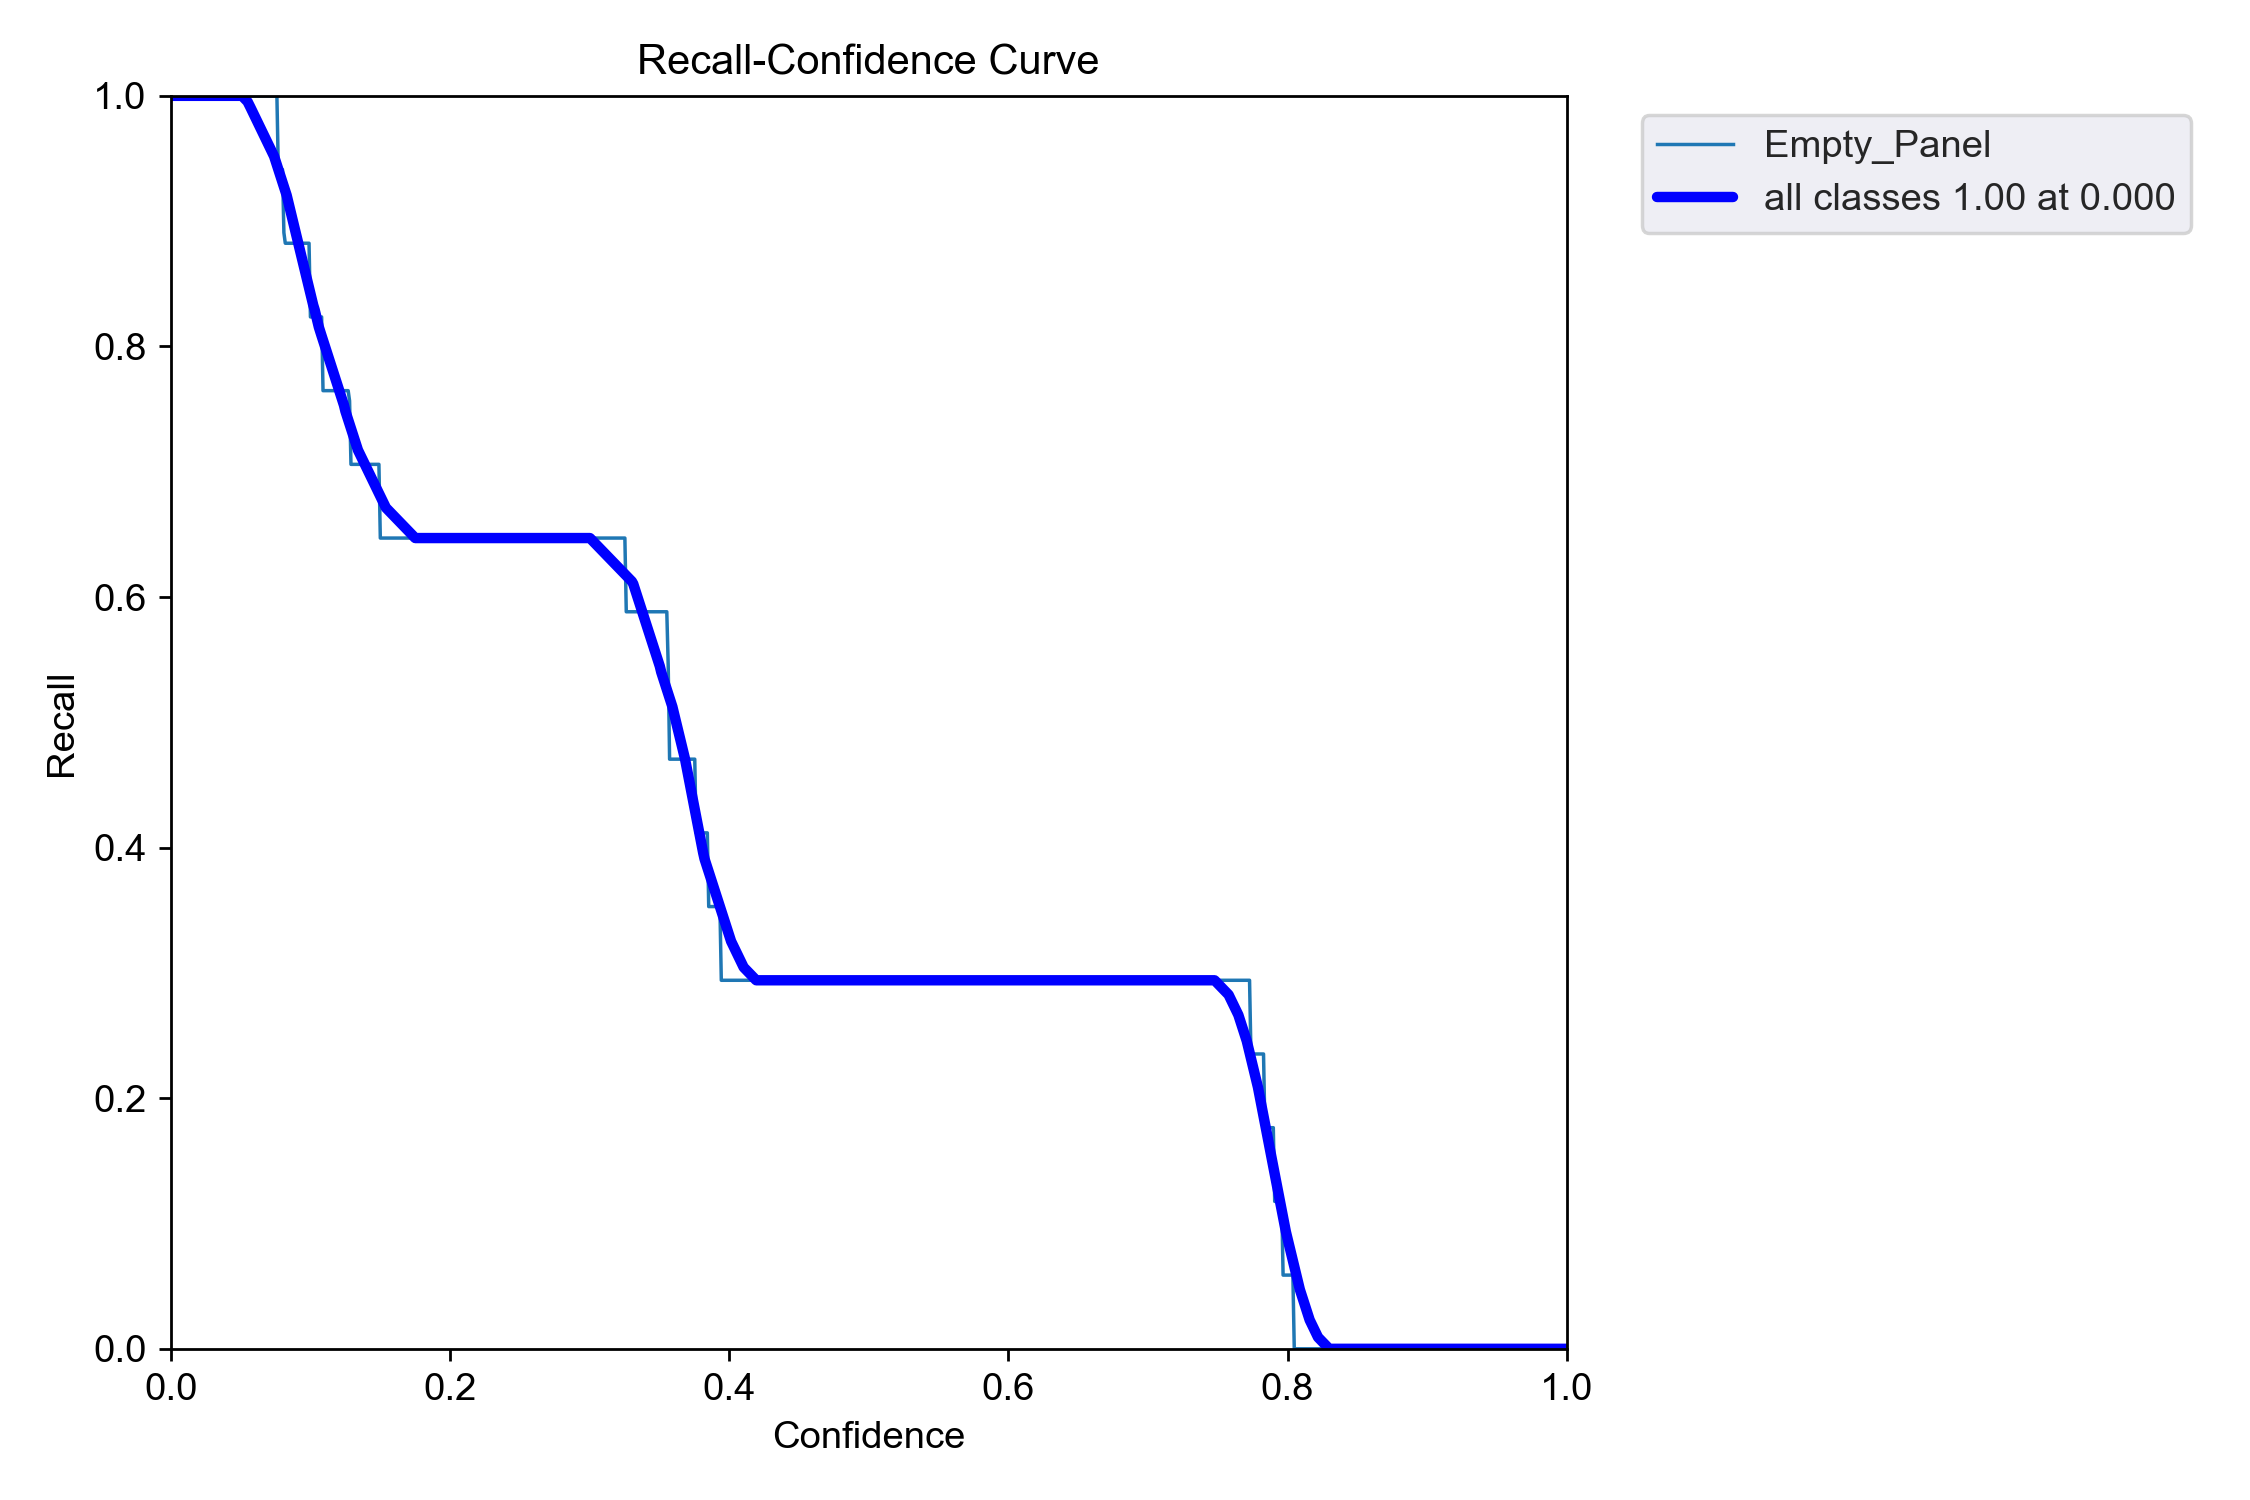 Recall-Confidence Curve
1.0
0.8
0.6
0.4
0.2
0.0
Recall
0.0 0.2 0.4 0.6 0.8 1.0
Confidence
Empty_Panel
all classes 1.00 at 0.000